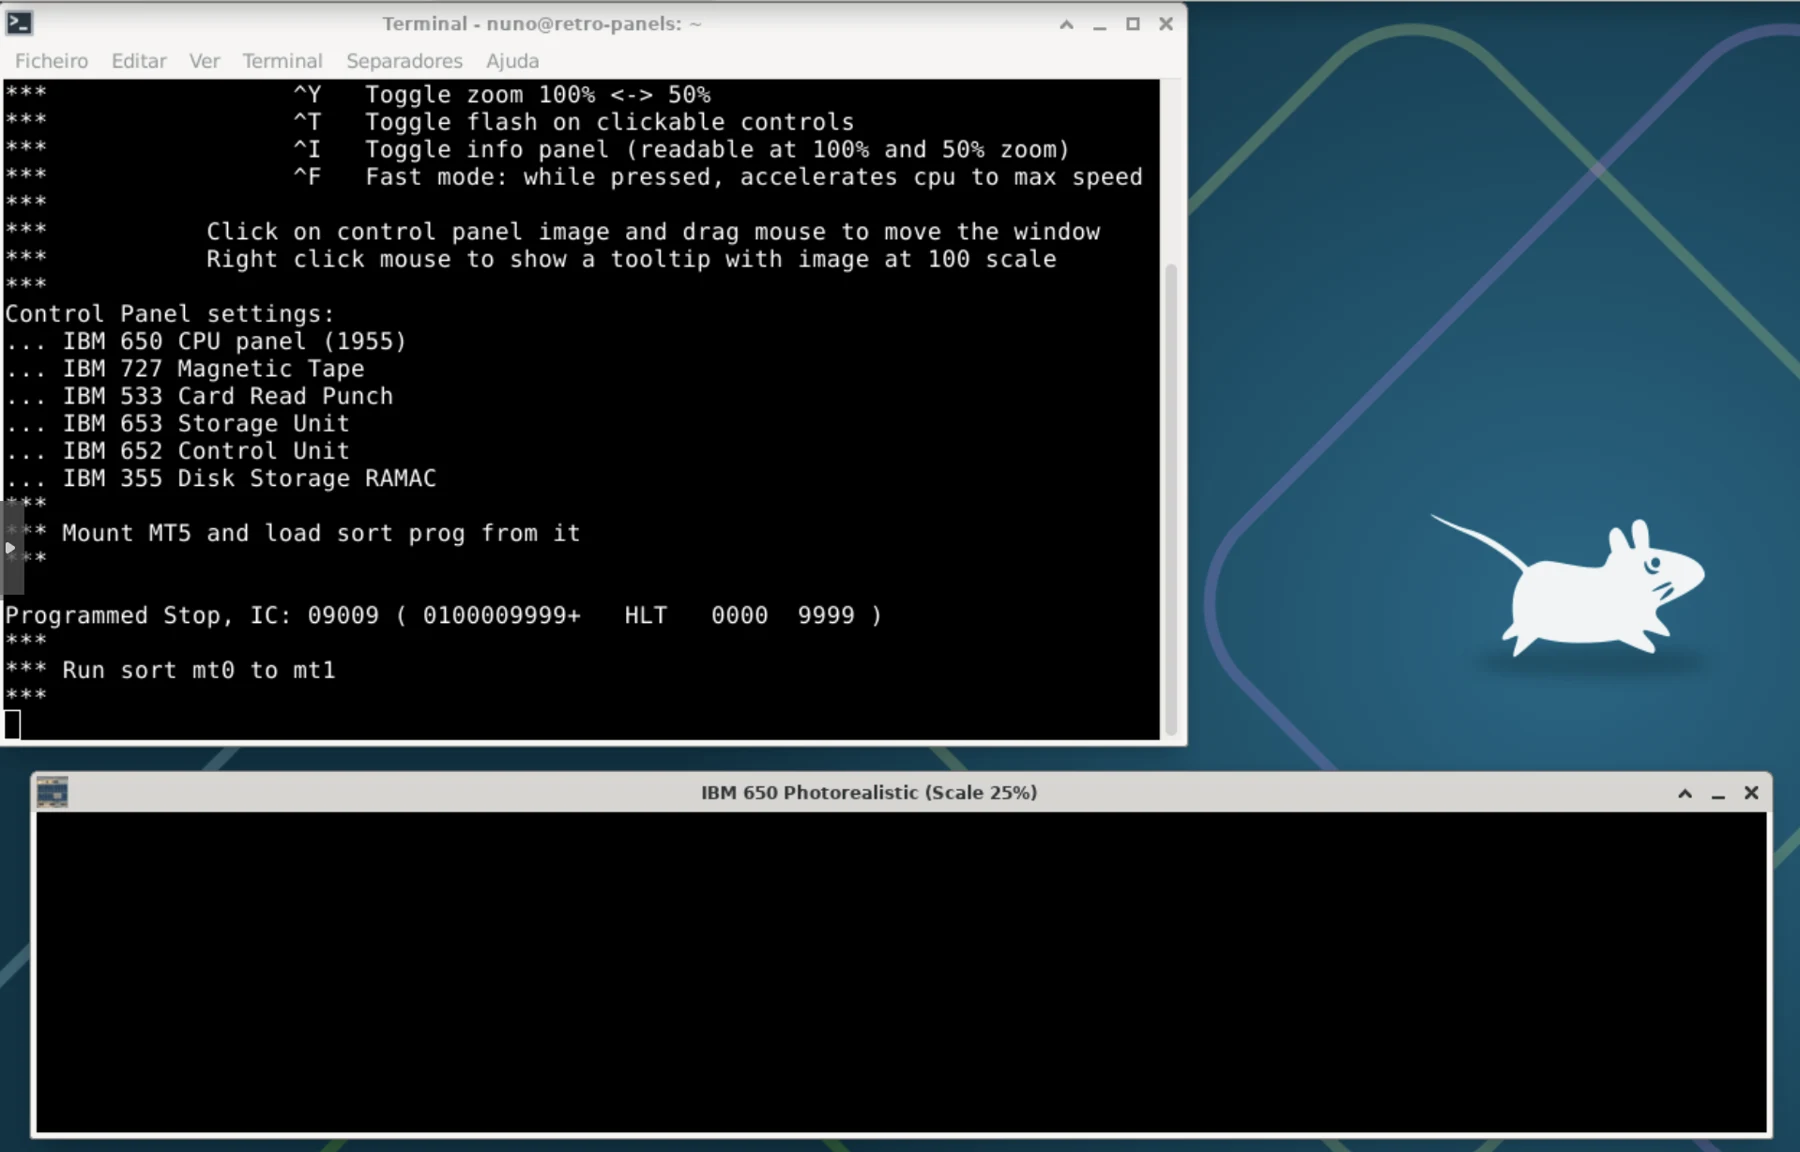 Terminal - nuno@retro-panels: ~
Ficheiro Editar Ver Terminal Separadores Ajuda
*** ^Y Toggle zoom 100% <-> 50%
*** ^T Toggle flash on clickable controls
*** ^I Toggle info panel (readable at 100% and 50% zoom)
*** ^F Fast mode: while pressed, accelerates cpu to max speed
***
*** Click on control panel image and drag mouse to move the window
*** Right click mouse to show a tooltip with image at 100 scale
***
Control Panel settings:
... IBM 650 CPU panel (1955)
... IBM 727 Magnetic Tape
... IBM 533 Card Read Punch
... IBM 653 Storage Unit
... IBM 652 Control Unit
... IBM 355 Disk Storage RAMAC
***
*** Mount MT5 and load sort prog from it
***
Programmed Stop, IC: 09009 ( 0100009999+ HLT 0000 9999 )
***
*** Run sort mt0 to mt1
***
IBM 650 Photorealistic (Scale 25%)